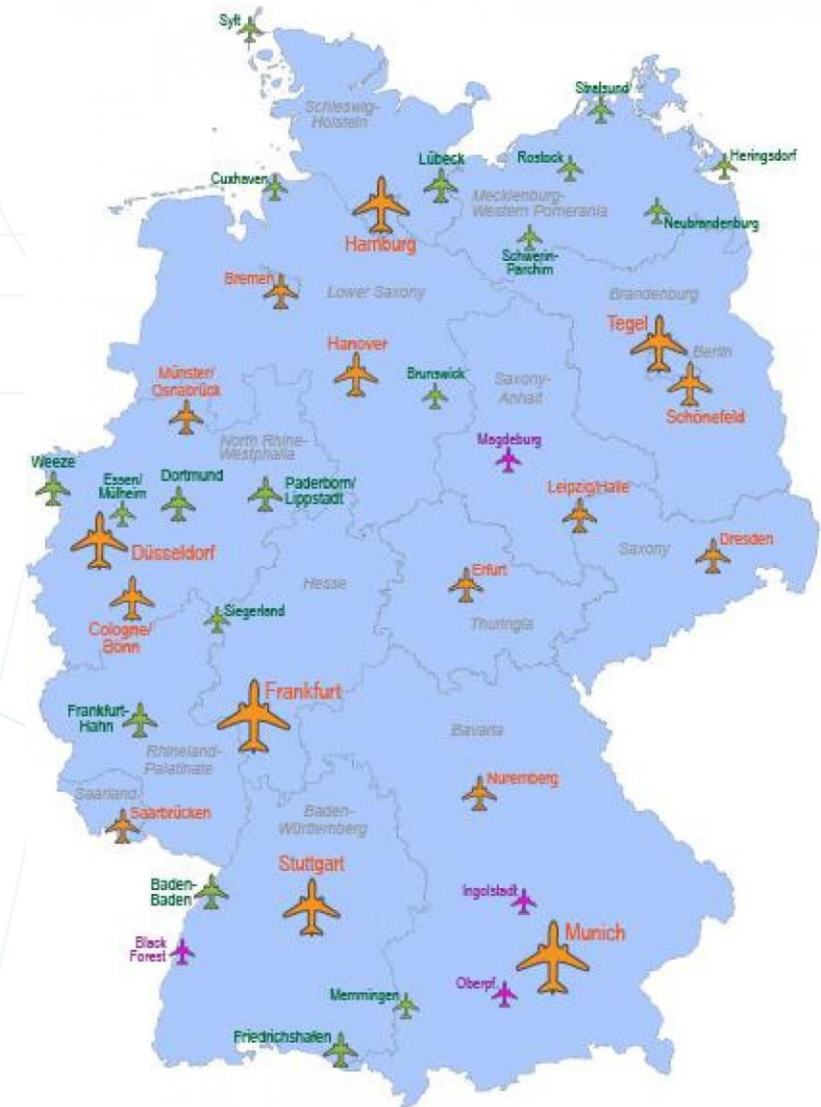 Sylt
Stralsund
Schleswig-
Holstein
Lübeck
Rostock
Heringsdorf
Cuxhaven
Mecklenburg-
Western Pomerania
Neubrandenburg
Hamburg
Schwerin-
Parchim
Bremen
Lower Saxony
Brandenburg
Tegel
Hanover
Berlin
Münster/
Osnabrück
Brunswick
Saxony-
Anhalt
Schönefeld
North Rhine-
Westphalia
Magdeburg
Weeze
Essen/
Mülheim
Dortmund
Paderborn/
Lippstadt
Leipzig/Halle
Düsseldorf
Saxony
Dresden
Hesse
Erfurt
Cologne/
Bonn
Siegerland
Thuringia
Frankfurt
Frankfurt-
Hahn
Bavaria
Rhineland-
Palatinate
Nuremberg
Saarland
Saarbrücken
Baden-
Württemberg
Stuttgart
Baden-
Baden
Ingolstadt
Black
Forest
Munich
Oberpf.
Memmingen
Friedrichshafen